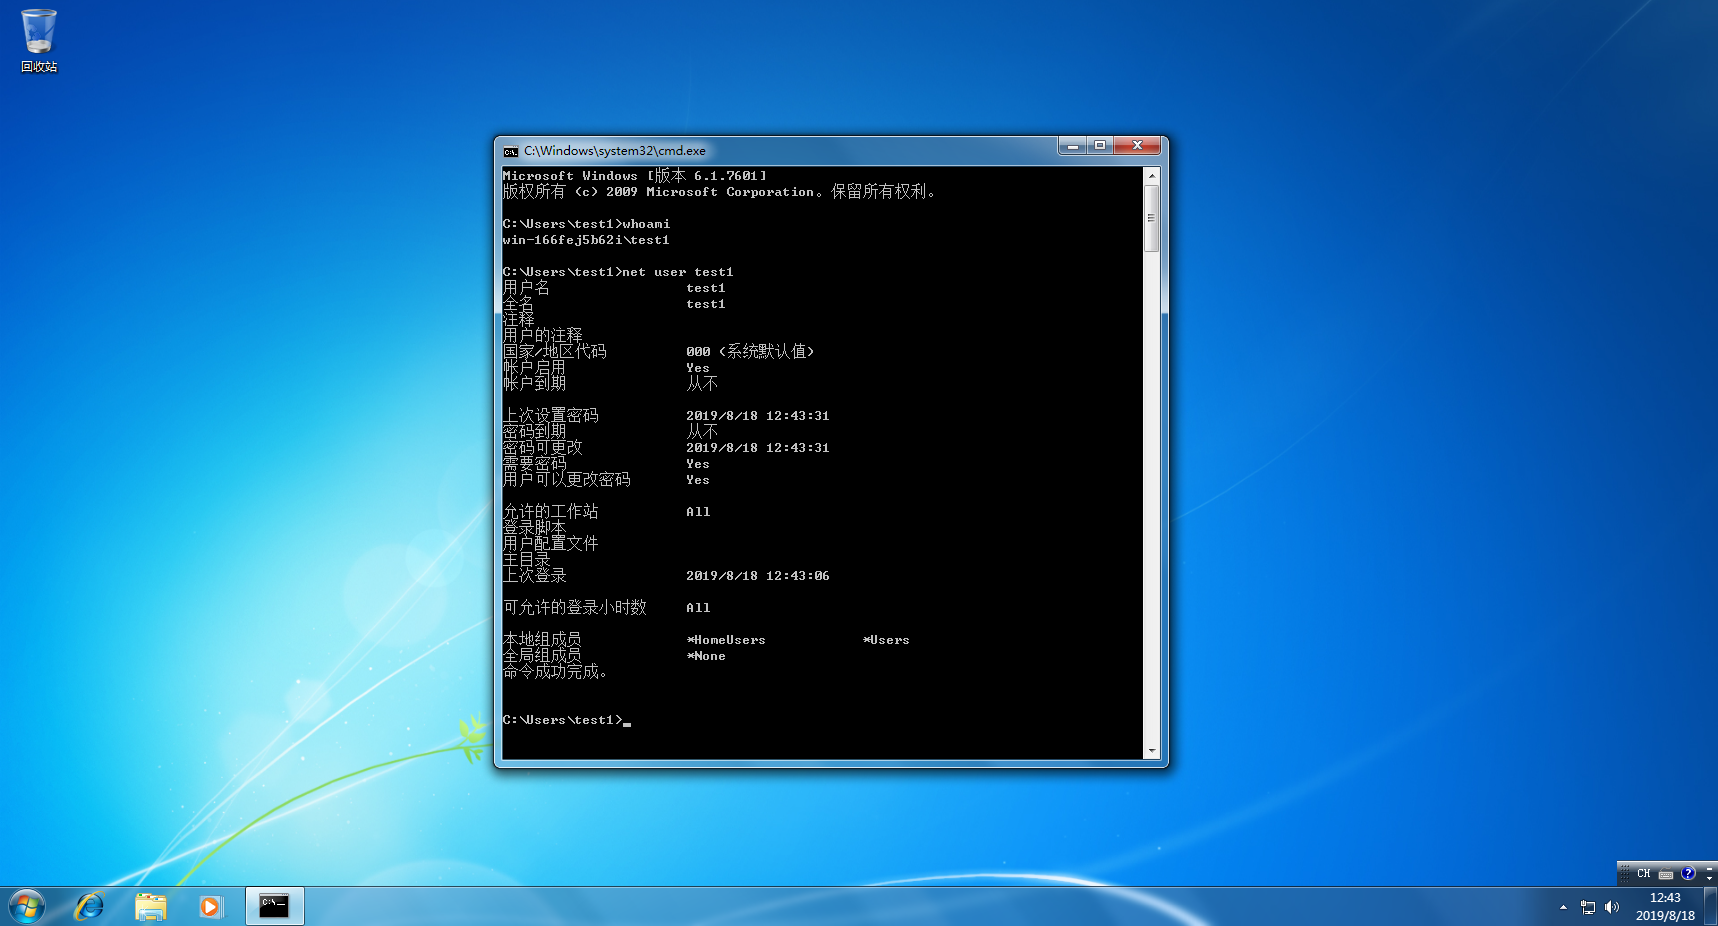 回收站
C:\Windows\system32\cmd.exe
Microsoft Windows [版本 6.1.7601]
版权所有 (c) 2009 Microsoft Corporation。保留所有权利。
C:\Users\test1>whoami
win-166fej5b62i\test1
C:\Users\test1>net user test1
用户名 test1
全名 test1
注释
用户的注释
国家/地区代码 000 (系统默认值)
帐户启用 Yes
帐户到期 从不
上次设置密码 2019/8/18 12:43:31
密码到期 从不
密码可更改 2019/8/18 12:43:31
需要密码 Yes
用户可以更改密码 Yes
允许的工作站 All
登录脚本
用户配置文件
主目录
上次登录 2019/8/18 12:43:06
可允许的登录小时数 All
本地组成员 *HomeUsers *Users
全局组成员 *None
命令成功完成。
C:\Users\test1>_
CH
12:43
2019/8/18